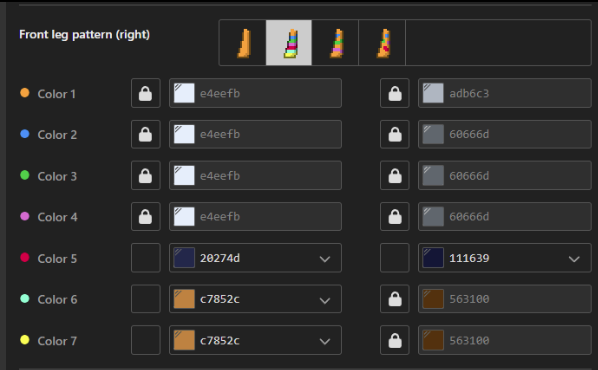 Front leg pattern (right)
Color 1 e4eefb adb6c3
Color 2 e4eefb 60666d
Color 3 e4eefb 60666d
Color 4 e4eefb 60666d
Color 5 20274d 111639
Color 6 c7852c 563100
Color 7 c7852c 563100